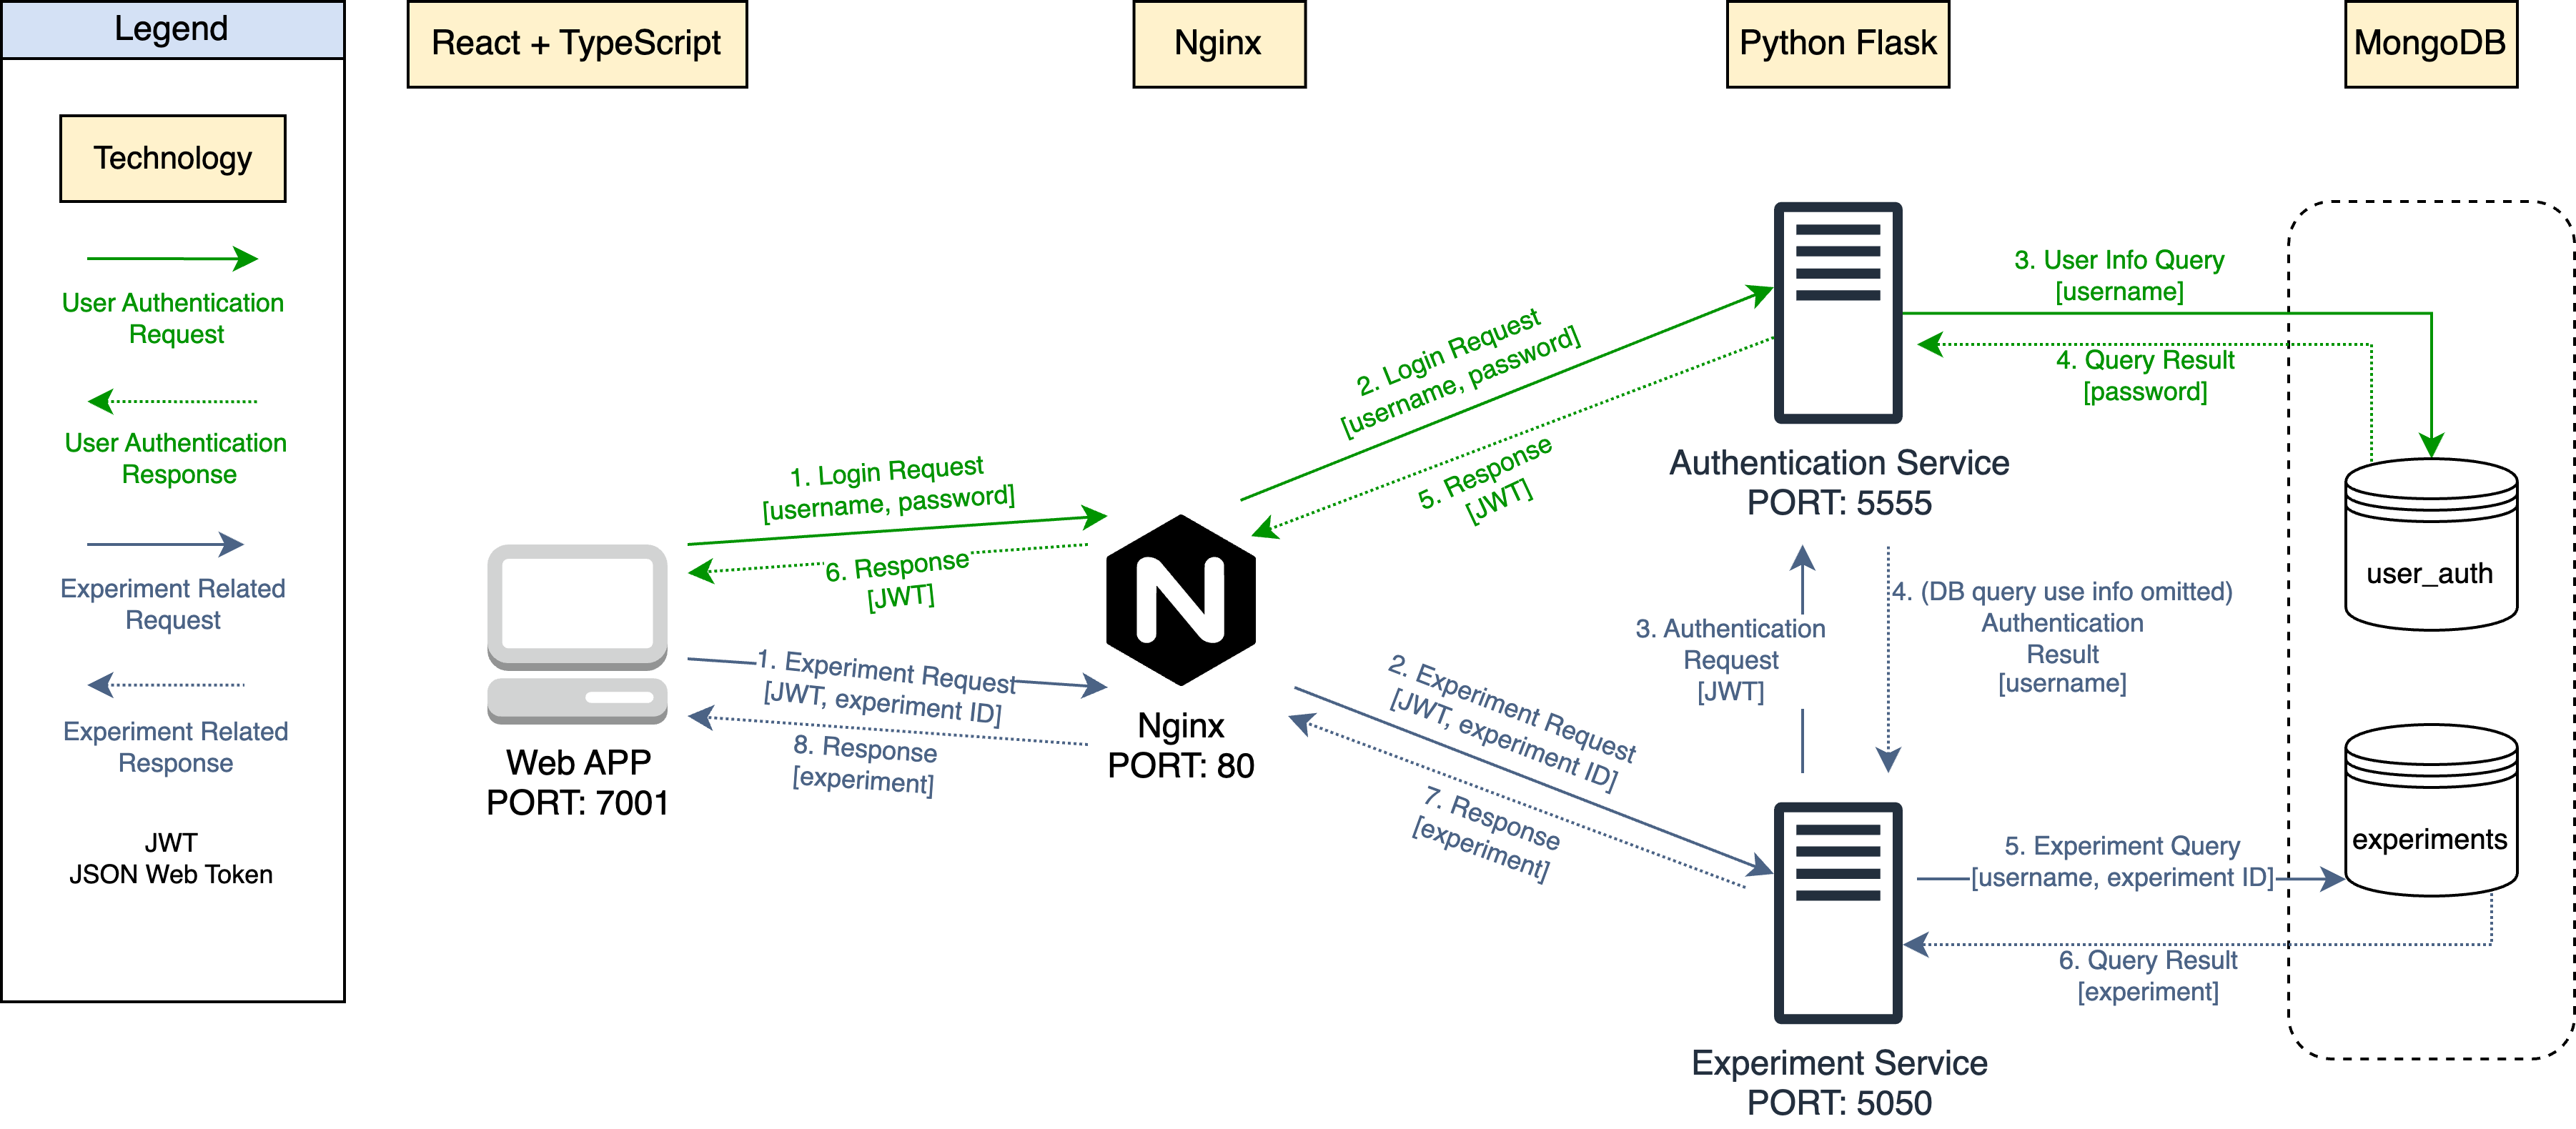 Legend
Technology
User Authentication
Request
User Authentication
Response
Experiment Related
Request
Experiment Related
Response
JWT
JSON Web Token
React + TypeScript
Nginx
Python Flask
MongoDB
1. Login Request
[username, password]
6. Response
[JWT]
1. Experiment Request
[JWT, experiment ID]
8. Response
[experiment]
Web APP
PORT: 7001
N
Nginx
PORT: 80
2. Login Request
[username, password]
5. Response
[JWT]
2. Experiment Request
[JWT, experiment ID]
7. Response
[experiment]
Authentication Service
PORT: 5555
3. Authentication
Request
[JWT]
4. (DB query use info omitted)
Authentication
Result
[username]
Experiment Service
PORT: 5050
3. User Info Query
[username]
4. Query Result
[password]
user_auth
5. Experiment Query
[username, experiment ID]
6. Query Result
[experiment]
experiments